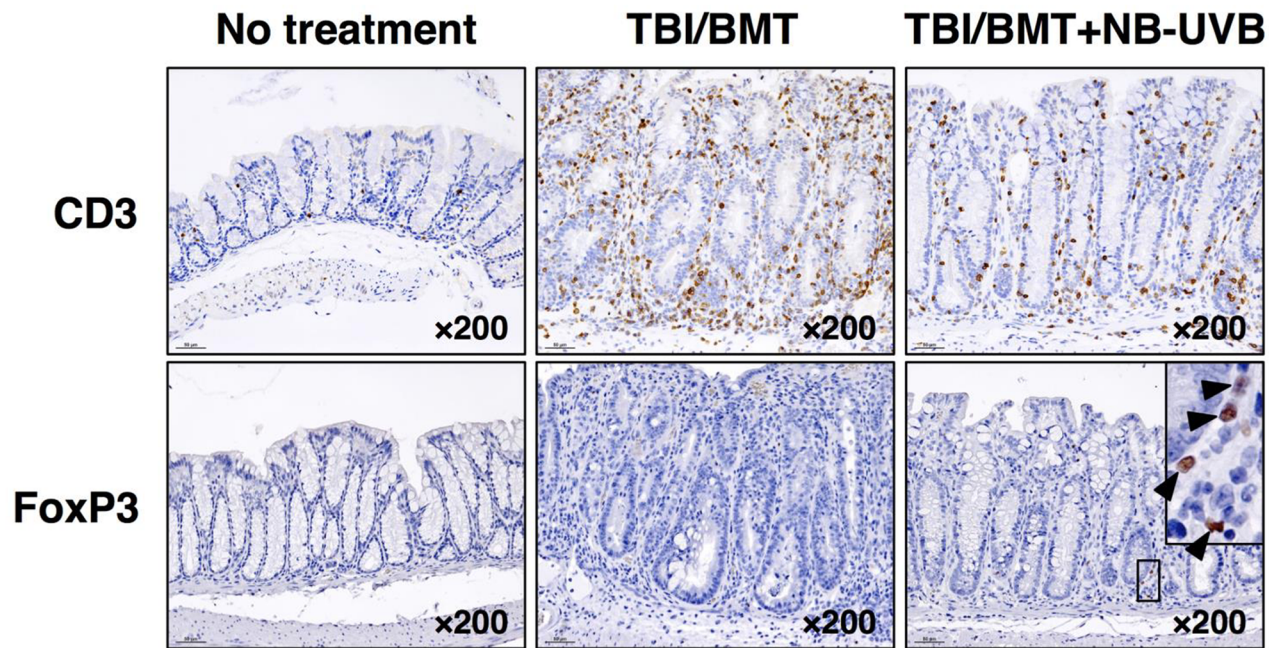 No treatment TBI/BMT TBI/BMT+NB-UVB
CD3
×200 ×200 ×200
FoxP3
×200 ×200 ×200